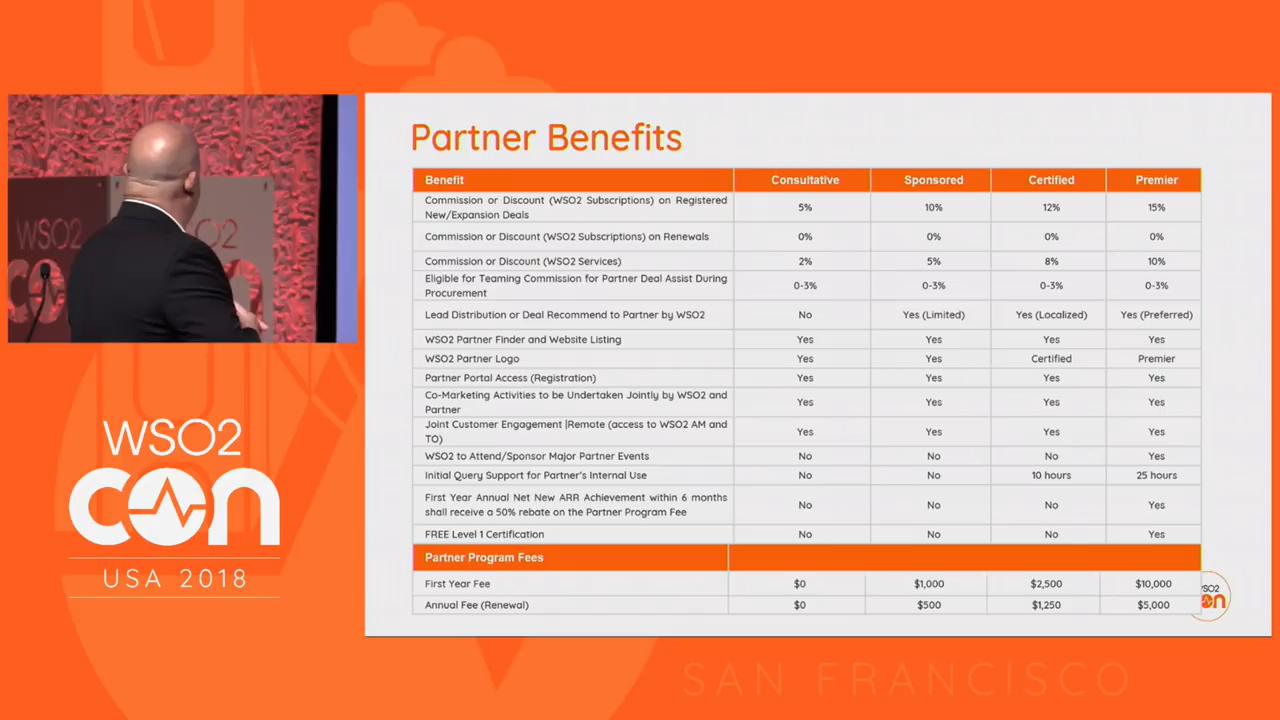 Partner Benefits
Benefit Consultative Sponsored Certified Premier
Commission or Discount (WSO2 Subscriptions) on Registered
New/Expansion Deals 5% 10% 12% 15%
Commission or Discount (WSO2 Subscriptions) on Renewals 0% 0% 0% 0%
Commission or Discount (WSO2 Services) 2% 5% 8% 10%
Eligible for Teaming Commission for Partner Deal Assist During
Procurement 0-3% 0-3% 0-3% 0-3%
Lead Distribution or Deal Recommend to Partner by WSO2 No Yes (Limited) Yes (Localized) Yes (Preferred)
WSO2 Partner Finder and Website Listing Yes Yes Yes Yes
WSO2 Partner Logo Yes Yes Certified Premier
Partner Portal Access (Registration) Yes Yes Yes Yes
Co-Marketing Activities to be Undertaken Jointly by WSO2 and
Partner Yes Yes Yes Yes
Joint Customer Engagement |Remote (access to WSO2 AM and
TO) Yes Yes Yes Yes
WSO2 to Attend/Sponsor Major Partner Events No No No Yes
Initial Query Support for Partner's Internal Use No No 10 hours 25 hours
First Year Annual Net New ARR Achievement within 6 months
shall receive a 50% rebate on the Partner Program Fee No No No Yes
FREE Level 1 Certification No No No Yes
Partner Program Fees
First Year Fee $0 $1,000 $2,500 $10,000
Annual Fee (Renewal) $0 $500 $1,250 $5,000
WSO2
CON
USA 2018
SAN FRANCISCO
WSO2